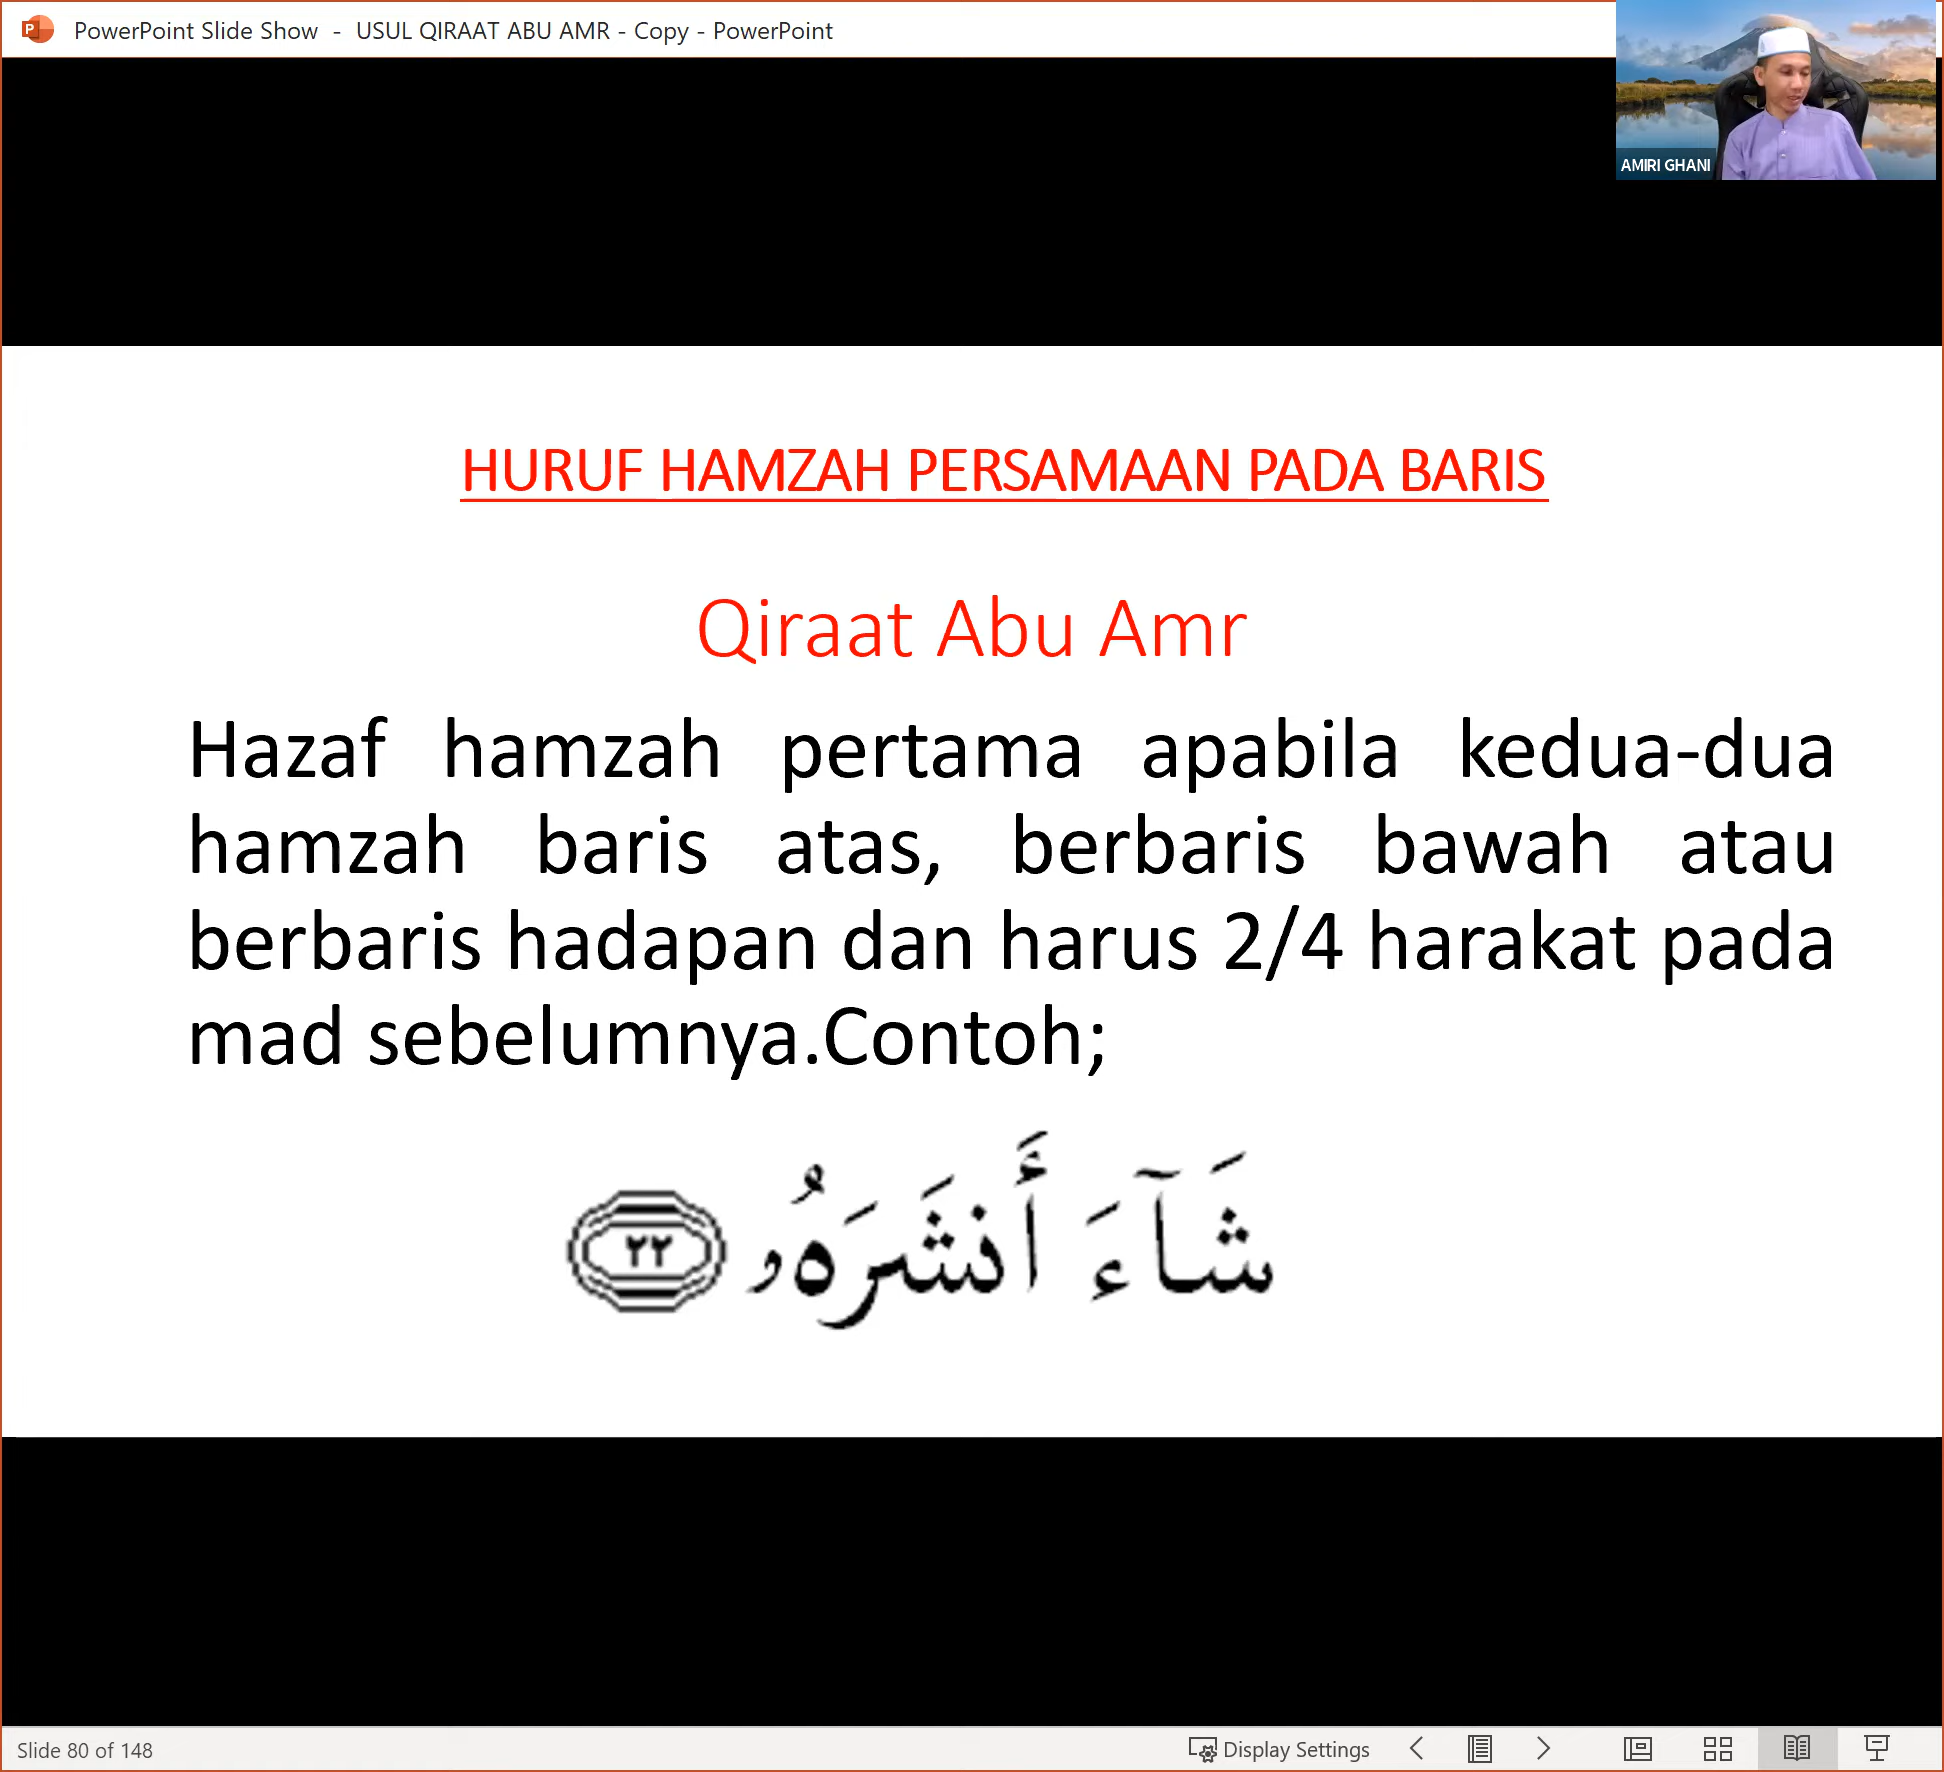 PowerPoint Slide Show - USUL QIRAAT ABU AMR - Copy - PowerPoint
AMIRI GHANI
HURUF HAMZAH PERSAMAAN PADA BARIS
Qiraat Abu Amr
Hazaf hamzah pertama apabila kedua-dua
hamzah baris atas, berbaris bawah atau
berbaris hadapan dan harus 2/4 harakat pada
mad sebelumnya.Contoh;
شَآءَ أَنشَرَهُۥ ٢٢
Slide 80 of 148
Display Settings